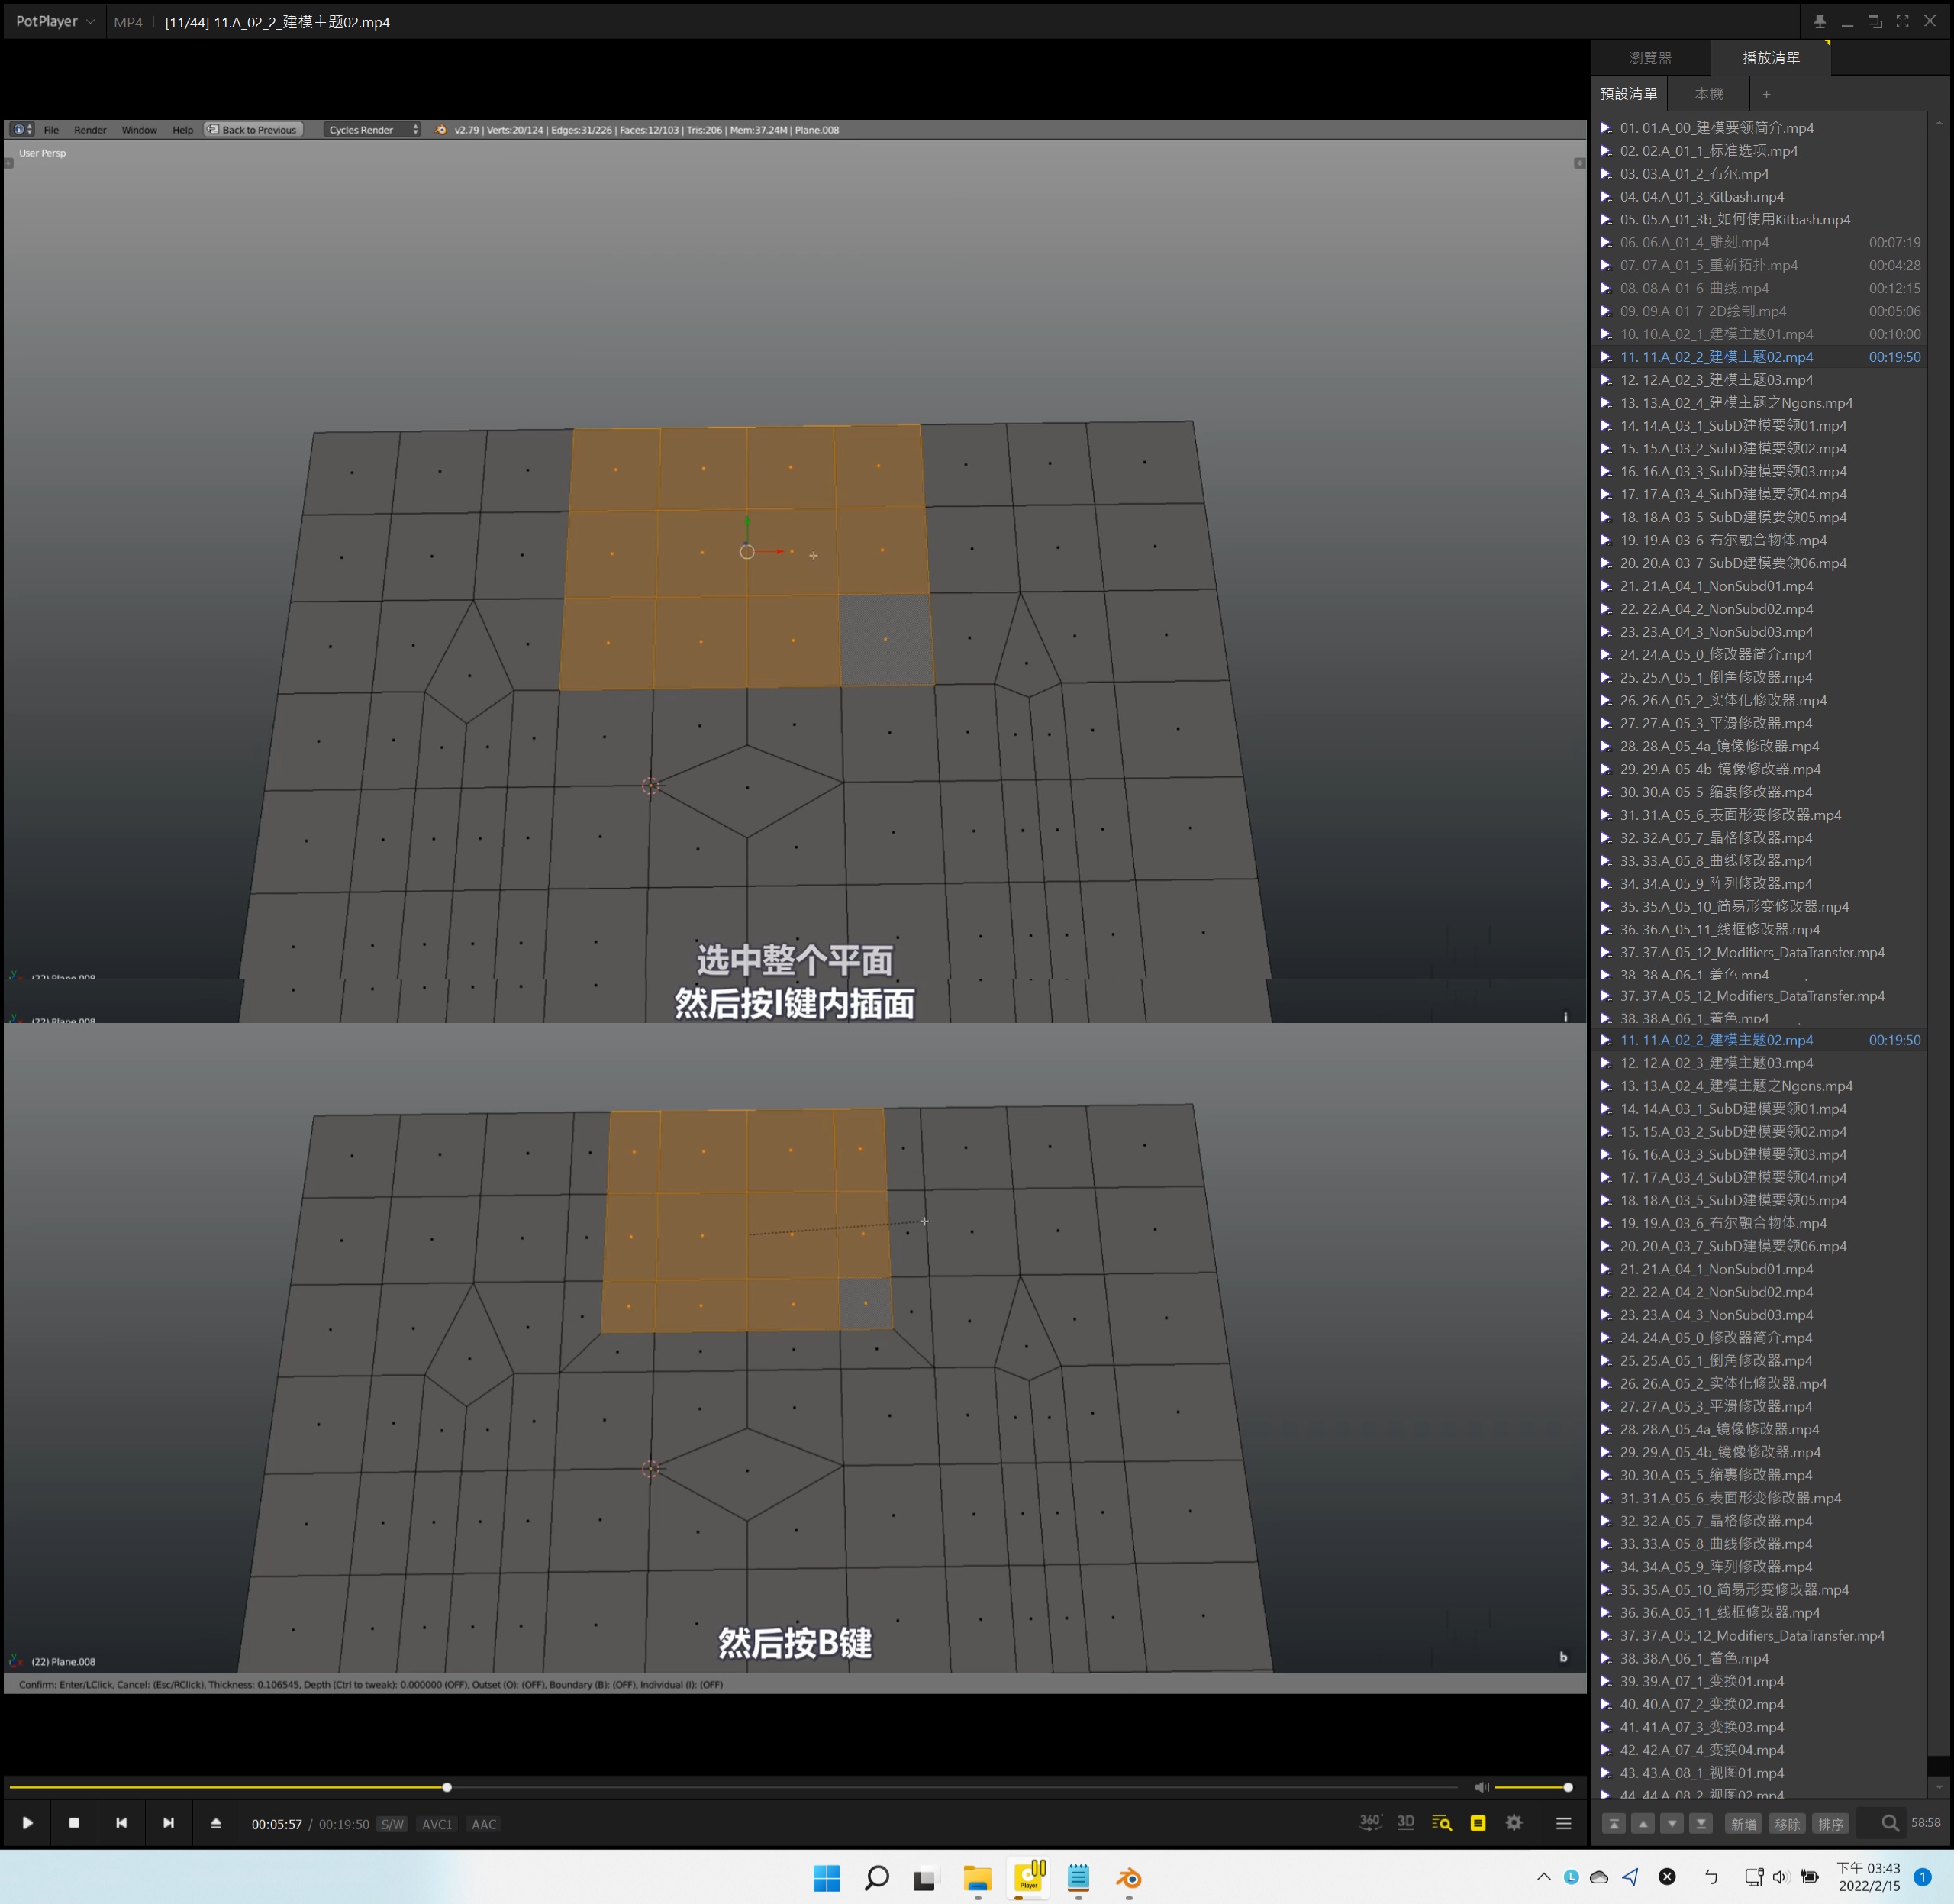 PotPlayer MP4 [11/44] 11.A_02_2_建模主题02.mp4
瀏覽器 播放清單
預設清單 本機 +
File Render Window Help Back to Previous Cycles Render v2.79 | Verts:20/124 | Edges:31/226 | Faces:12/103 | Tris:206 | Mem:37.24M | Plane.008
User Persp
选中整个平面
(22) Plane.008
然后按I键内插面
i
(22) Plane.008
然后按B键
(22) Plane.008
b
Confirm: Enter/LClick, Cancel: (Esc/RClick), Thickness: 0.106545, Depth (Ctrl to tweak): 0.000000 (OFF), Outset (O): (OFF), Boundary (B): (OFF), Individual (I): (OFF)
01. 01.A_00_建模要领简介.mp4
02. 02.A_01_1_标准选项.mp4
03. 03.A_01_2_布尔.mp4
04. 04.A_01_3_Kitbash.mp4
05. 05.A_01_3b_如何使用Kitbash.mp4
06. 06.A_01_4_雕刻.mp4 00:07:19
07. 07.A_01_5_重新拓扑.mp4 00:04:28
08. 08.A_01_6_曲线.mp4 00:12:15
09. 09.A_01_7_2D绘制.mp4 00:05:06
10. 10.A_02_1_建模主题01.mp4 00:10:00
11. 11.A_02_2_建模主题02.mp4 00:19:50
12. 12.A_02_3_建模主题03.mp4
13. 13.A_02_4_建模主题之Ngons.mp4
14. 14.A_03_1_SubD建模要领01.mp4
15. 15.A_03_2_SubD建模要领02.mp4
16. 16.A_03_3_SubD建模要领03.mp4
17. 17.A_03_4_SubD建模要领04.mp4
18. 18.A_03_5_SubD建模要领05.mp4
19. 19.A_03_6_布尔融合物体.mp4
20. 20.A_03_7_SubD建模要领06.mp4
21. 21.A_04_1_NonSubd01.mp4
22. 22.A_04_2_NonSubd02.mp4
23. 23.A_04_3_NonSubd03.mp4
24. 24.A_05_0_修改器简介.mp4
25. 25.A_05_1_倒角修改器.mp4
26. 26.A_05_2_实体化修改器.mp4
27. 27.A_05_3_平滑修改器.mp4
28. 28.A_05_4a_镜像修改器.mp4
29. 29.A_05_4b_镜像修改器.mp4
30. 30.A_05_5_缩裹修改器.mp4
31. 31.A_05_6_表面形变修改器.mp4
32. 32.A_05_7_晶格修改器.mp4
33. 33.A_05_8_曲线修改器.mp4
34. 34.A_05_9_阵列修改器.mp4
35. 35.A_05_10_简易形变修改器.mp4
36. 36.A_05_11_线框修改器.mp4
37. 37.A_05_12_Modifiers_DataTransfer.mp4
38. 38.A_06_1_着色.mp4
37. 37.A_05_12_Modifiers_DataTransfer.mp4
38. 38.A_06_1_着色.mp4
11. 11.A_02_2_建模主题02.mp4 00:19:50
12. 12.A_02_3_建模主题03.mp4
13. 13.A_02_4_建模主题之Ngons.mp4
14. 14.A_03_1_SubD建模要领01.mp4
15. 15.A_03_2_SubD建模要领02.mp4
16. 16.A_03_3_SubD建模要领03.mp4
17. 17.A_03_4_SubD建模要领04.mp4
18. 18.A_03_5_SubD建模要领05.mp4
19. 19.A_03_6_布尔融合物体.mp4
20. 20.A_03_7_SubD建模要领06.mp4
21. 21.A_04_1_NonSubd01.mp4
22. 22.A_04_2_NonSubd02.mp4
23. 23.A_04_3_NonSubd03.mp4
24. 24.A_05_0_修改器简介.mp4
25. 25.A_05_1_倒角修改器.mp4
26. 26.A_05_2_实体化修改器.mp4
27. 27.A_05_3_平滑修改器.mp4
28. 28.A_05_4a_镜像修改器.mp4
29. 29.A_05_4b_镜像修改器.mp4
30. 30.A_05_5_缩裹修改器.mp4
31. 31.A_05_6_表面形变修改器.mp4
32. 32.A_05_7_晶格修改器.mp4
33. 33.A_05_8_曲线修改器.mp4
34. 34.A_05_9_阵列修改器.mp4
35. 35.A_05_10_简易形变修改器.mp4
36. 36.A_05_11_线框修改器.mp4
37. 37.A_05_12_Modifiers_DataTransfer.mp4
38. 38.A_06_1_着色.mp4
39. 39.A_07_1_变换01.mp4
40. 40.A_07_2_变换02.mp4
41. 41.A_07_3_变换03.mp4
42. 42.A_07_4_变换04.mp4
43. 43.A_08_1_视图01.mp4
44. 44.A_08_2_视图02.mp4
00:05:57 / 00:19:50 S/W AVC1 AAC
360° 3D
新增 移除 排序 58:58
Player
下午 03:43
2022/2/15
1